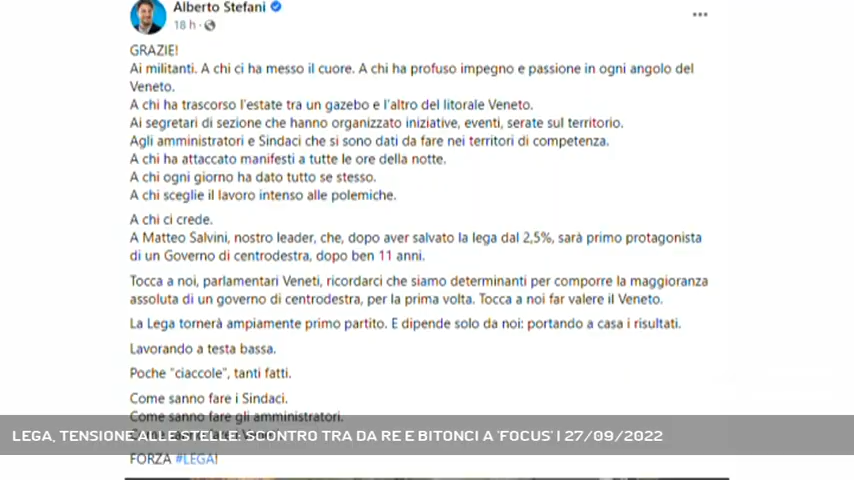 Alberto Stefani
18 h ·
GRAZIE!
Ai militanti. A chi ci ha messo il cuore. A chi ha profuso impegno e passione in ogni angolo del
Veneto.
A chi ha trascorso l'estate tra un gazebo e l'altro del litorale Veneto.
Ai segretari di sezione che hanno organizzato iniziative, eventi, serate sul territorio.
Agli amministratori e Sindaci che si sono dati da fare nei territori di competenza.
A chi ha attaccato manifesti a tutte le ore della notte.
A chi ogni giorno ha dato tutto se stesso.
A chi sceglie il lavoro intenso alle polemiche.
A chi ci crede.
A Matteo Salvini, nostro leader, che, dopo aver salvato la lega dal 2,5%, sarà primo protagonista
di un Governo di centrodestra, dopo ben 11 anni.
Tocca a noi, parlamentari Veneti, ricordarci che siamo determinanti per comporre la maggioranza
assoluta di un governo di centrodestra, per la prima volta. Tocca a noi far valere il Veneto.
La Lega tornerà ampiamente primo partito. E dipende solo da noi: portando a casa i risultati.
Lavorando a testa bassa.
Poche "ciaccole", tanti fatti.
Come sanno fare i Sindaci.
Come sanno fare gli amministratori.
LEGA, TENSIONE ALLE STELLE. SCONTRO TRA DA RE E BITONCI A 'FOCUS' | 27/09/2022
FORZA #LEGA!